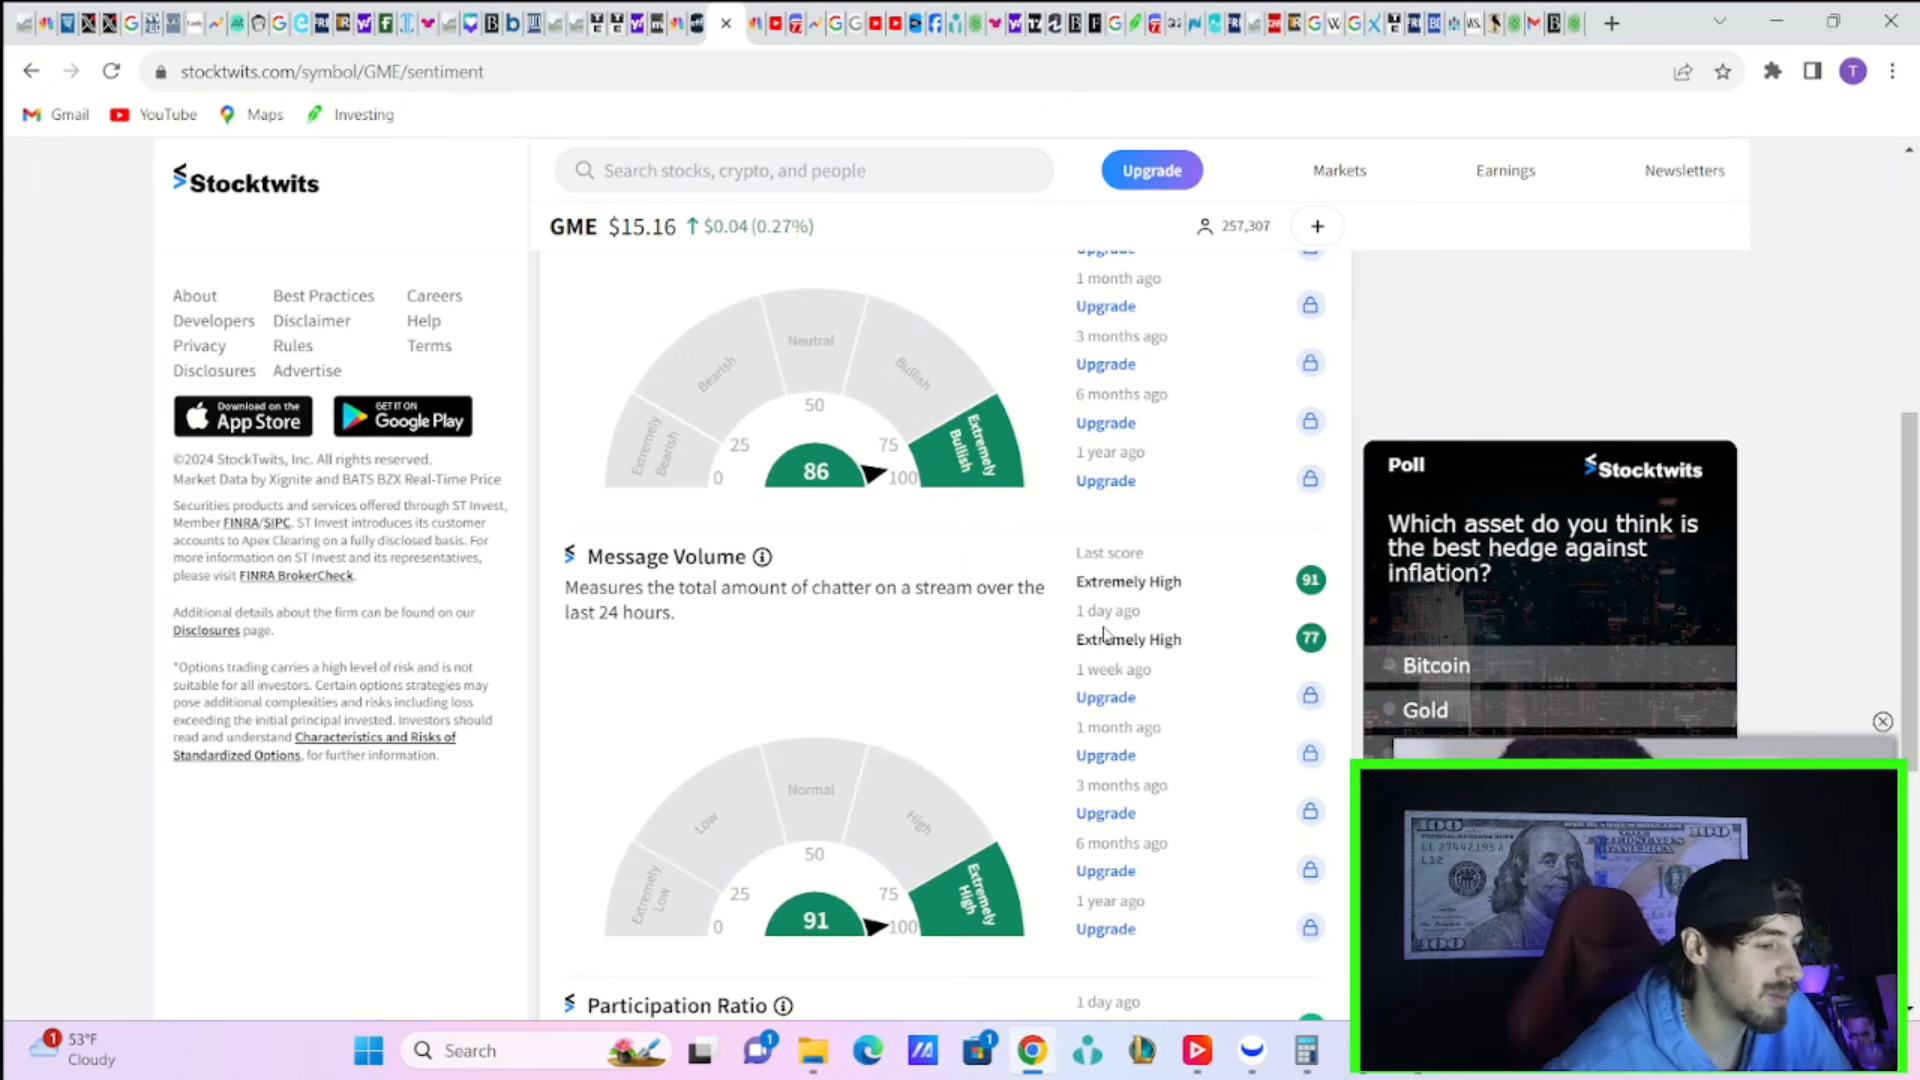 stocktwits.com/symbol/GME/sentiment
T
Gmail
YouTube
Maps
Investing
Stocktwits
Search stocks, crypto, and people
Upgrade
Markets
Earnings
Newsletters
GME $15.16 ↑ $0.04 (0.27%)
257,307
+
About
Best Practices
Careers
Developers
Disclaimer
Help
Privacy
Rules
Terms
Disclosures
Advertise
Download on the
App Store
GET IT ON
Google Play
©2024 StockTwits, Inc. All rights reserved.
Market Data by Xignite and BATS BZX Real-Time Price
Securities products and services offered through ST Invest,
Member FINRA/SIPC. ST Invest introduces its customer
accounts to Apex Clearing on a fully disclosed basis. For
more information on ST Invest and its representatives,
please visit FINRA BrokerCheck.
Additional details about the firm can be found on our
Disclosures page.
*Options trading carries a high level of risk and is not
suitable for all investors. Certain options strategies may
pose additional complexities and risks including loss
exceeding the initial principal invested. Investors should
read and understand Characteristics and Risks of
Standardized Options, for further information.
Extremely
Bearish
Bearish
Neutral
Bullish
Extremely
Bullish
0
25
50
75
100
86
Upgrade
1 month ago
Upgrade
3 months ago
Upgrade
6 months ago
Upgrade
1 year ago
Upgrade
Message Volume
Measures the total amount of chatter on a stream over the
last 24 hours.
Extremely
Low
Low
Normal
High
Extremely
High
0
25
50
75
100
91
Last score
Extremely High
91
1 day ago
Extremely High
77
1 week ago
Upgrade
1 month ago
Upgrade
3 months ago
Upgrade
6 months ago
Upgrade
1 year ago
Upgrade
Participation Ratio
1 day ago
Poll
Stocktwits
Which asset do you think is
the best hedge against
inflation?
Bitcoin
Gold
100
100
LE 27442195
L12
100
1
53°F
Cloudy
Search
1
1